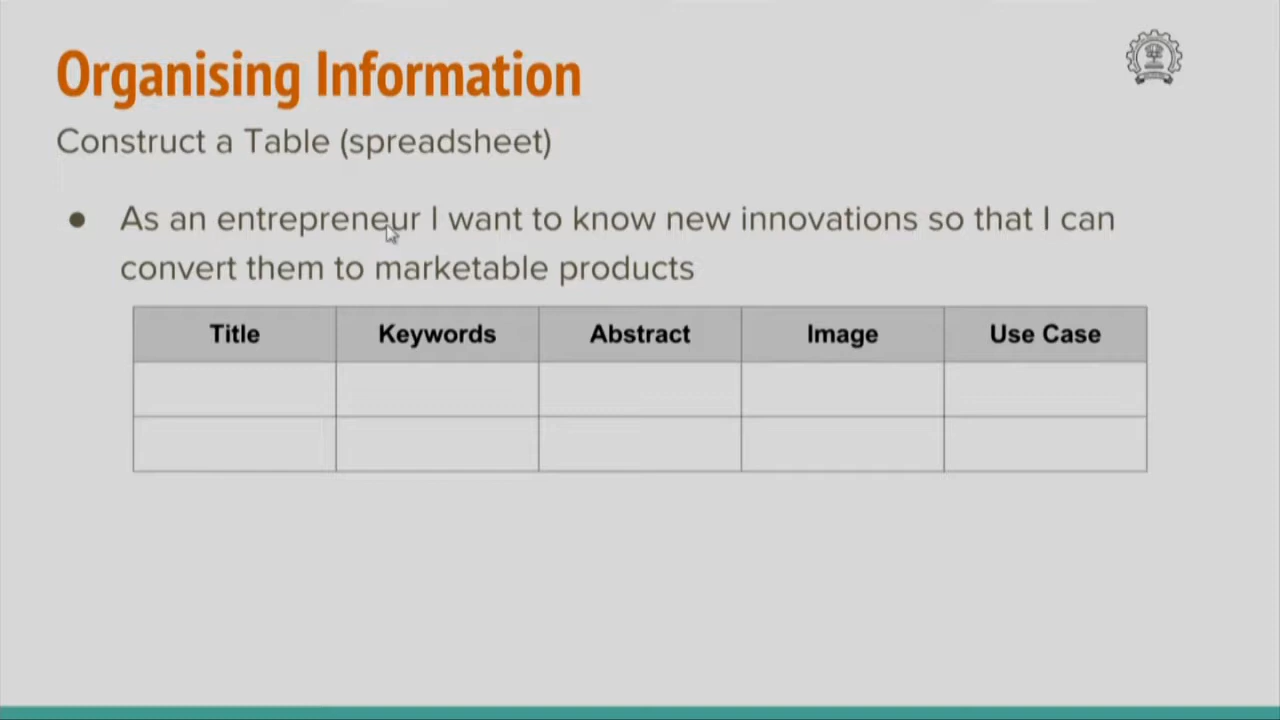 Organising Information
Construct a Table (spreadsheet)
● As an entrepreneur I want to know new innovations so that I can
convert them to marketable products
Title Keywords Abstract Image Use Case